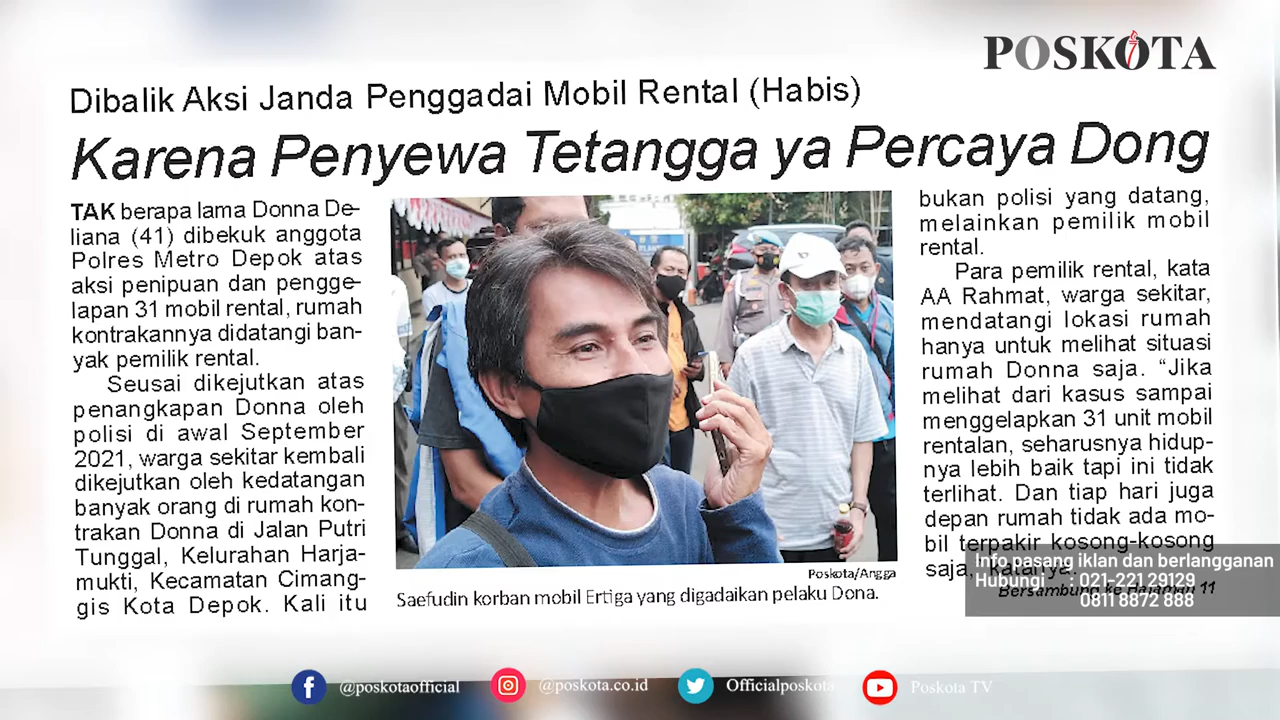 POSKOTA
Dibalik Aksi Janda Penggadai Mobil Rental (Habis)
Karena Penyewa Tetangga ya Percaya Dong
TAK berapa lama Donna De-
liana (41) dibekuk anggota
Polres Metro Depok atas
aksi penipuan dan pengge-
lapan 31 mobil rental, rumah
kontrakannya didatangi ban-
yak pemilik rental.
Seusai dikejutkan atas
penangkapan Donna oleh
polisi di awal September
2021, warga sekitar kembali
dikejutkan oleh kedatangan
banyak orang di rumah kon-
trakan Donna di Jalan Putri
Tunggal, Kelurahan Harja-
mukti, Kecamatan Cimang-
gis Kota Depok. Kali itu
Poskota/Angga
Saefudin korban mobil Ertiga yang digadaikan pelaku Dona.
bukan polisi yang datang,
melainkan pemilik mobil
rental.
Para pemilik rental, kata
AA Rahmat, warga sekitar,
mendatangi lokasi rumah
hanya untuk melihat situasi
rumah Donna saja. “Jika
melihat dari kasus sampai
menggelapkan 31 unit mobil
rentalan, seharusnya hidup-
nya lebih baik tapi ini tidak
terlihat. Dan tiap hari juga
depan rumah tidak ada mo-
bil terpakir kosong-kosong
saja, katanya.
Bersambung ke Halaman 11
Info pasang iklan dan berlangganan
Hubungi : 021-221 29129
0811 8872 888
@poskotaofficial
@poskota.co.id
Officialposkota
Poskota TV